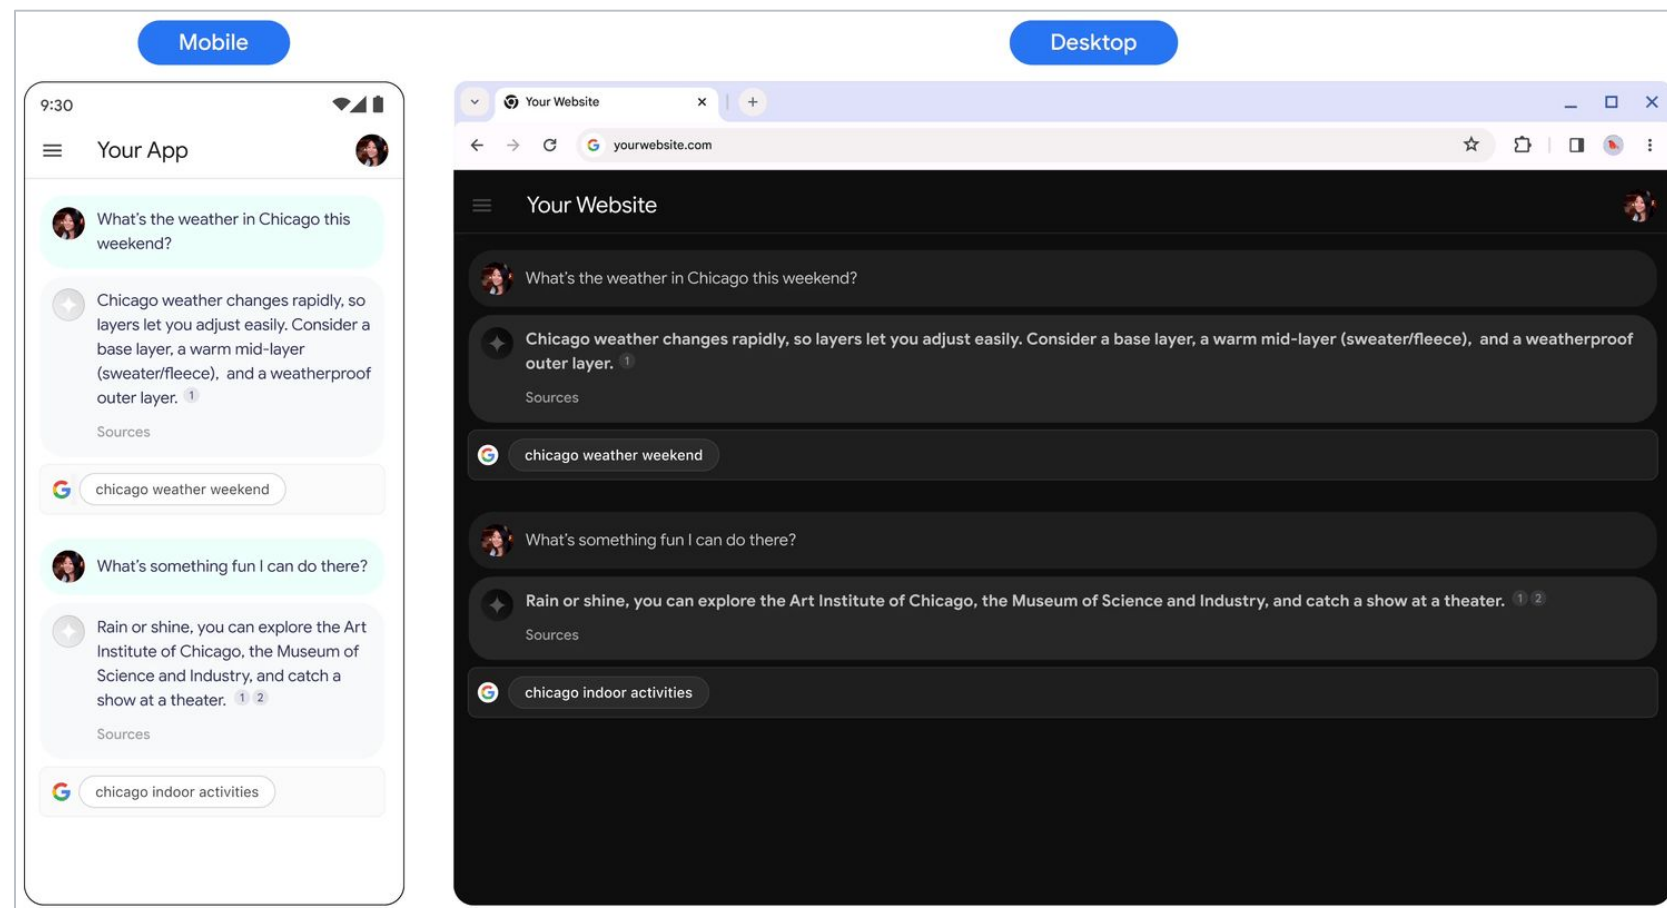 Mobile
Desktop
9:30
Your App
What's the weather in Chicago this
weekend?
Chicago weather changes rapidly, so
layers let you adjust easily. Consider a
base layer, a warm mid-layer
(sweater/fleece),  and a weatherproof
outer layer. 1
Sources
chicago weather weekend
What's something fun I can do there?
Rain or shine, you can explore the Art
Institute of Chicago, the Museum of
Science and Industry, and catch a
show at a theater. 1 2
Sources
chicago indoor activities
Your Website
yourwebsite.com
Your Website
What's the weather in Chicago this weekend?
Chicago weather changes rapidly, so layers let you adjust easily. Consider a base layer, a warm mid-layer (sweater/fleece),  and a weatherproof
outer layer. 1
Sources
chicago weather weekend
What's something fun I can do there?
Rain or shine, you can explore the Art Institute of Chicago, the Museum of Science and Industry, and catch a show at a theater. 1 2
Sources
chicago indoor activities